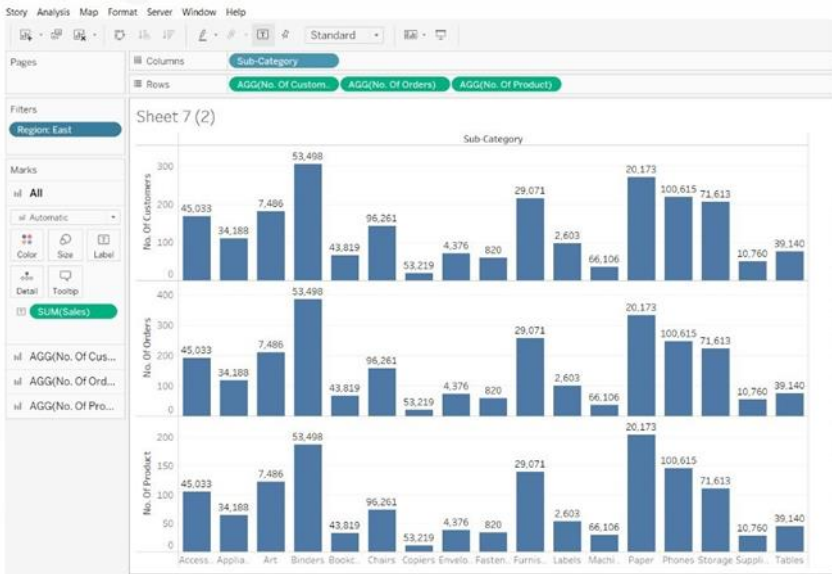 Story Analysis Map Format Server Window Help
Standard
Pages
Columns Sub-Category
Rows AGG(No. Of Custom.. AGG(No. Of Orders) AGG(No. Of Product)
Filters
Region: East
Sheet 7 (2)
Sub-Category
Marks
All
Automatic
Color Size Label
Detail Tooltip
SUM(Sales)
AGG(No. Of Cus...
AGG(No. Of Ord...
AGG(No. Of Pro...
No. Of Customers
300
200
100
0
45,033 34,188 7,486 53,498 43,819 96,261 53,219 4,376 820 29,071 2,603 66,106 20,173 100,615 71,613 10,760 39,140
No. Of Orders
400
300
200
100
0
45,033 34,188 7,486 53,498 43,819 96,261 53,219 4,376 820 29,071 2,603 66,106 20,173 100,615 71,613 10,760 39,140
No. Of Product
200
150
100
50
0
45,033 34,188 7,486 53,498 43,819 96,261 53,219 4,376 820 29,071 2,603 66,106 20,173 100,615 71,613 10,760 39,140
Access.. Applia.. Art Binders Bookc.. Chairs Copiers Envelo.. Fasten.. Furnis.. Labels Machi.. Paper Phones Storage Suppli.. Tables